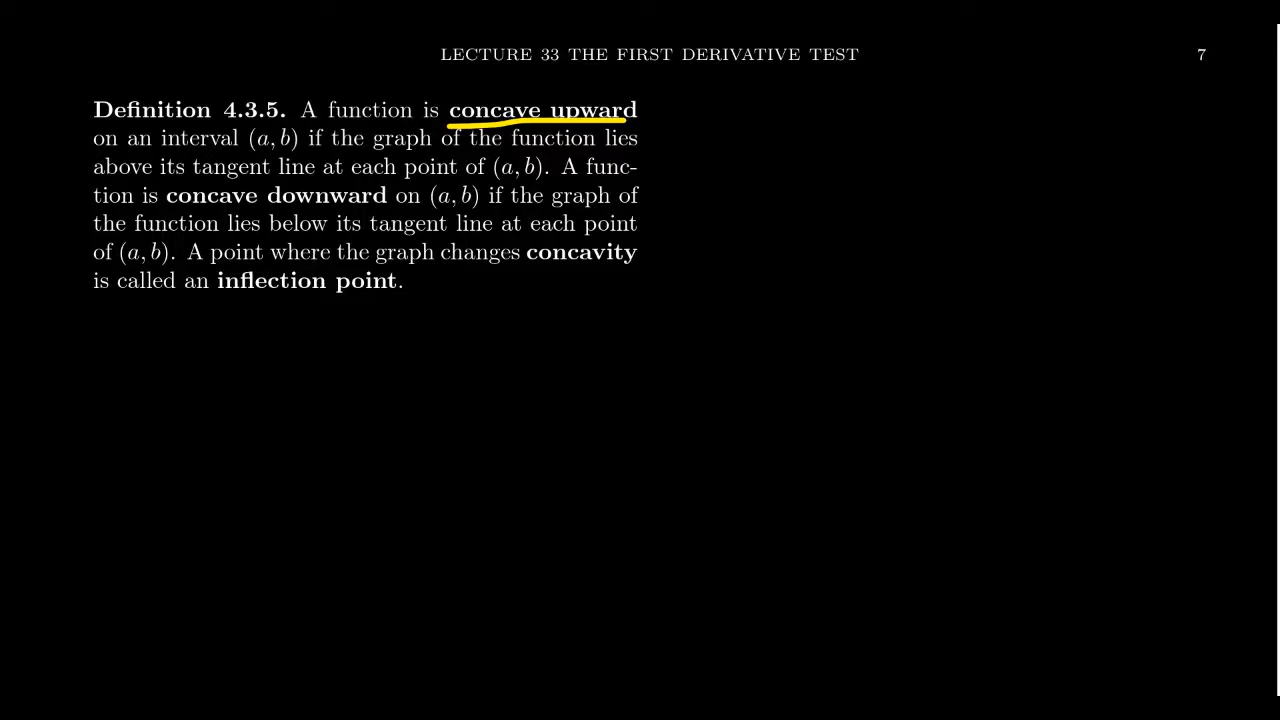 LECTURE 33 THE FIRST DERIVATIVE TEST 7
Definition 4.3.5. A function is concave upward
on an interval (a, b) if the graph of the function lies
above its tangent line at each point of (a, b). A func-
tion is concave downward on (a, b) if the graph of
the function lies below its tangent line at each point
of (a, b). A point where the graph changes concavity
is called an inflection point.